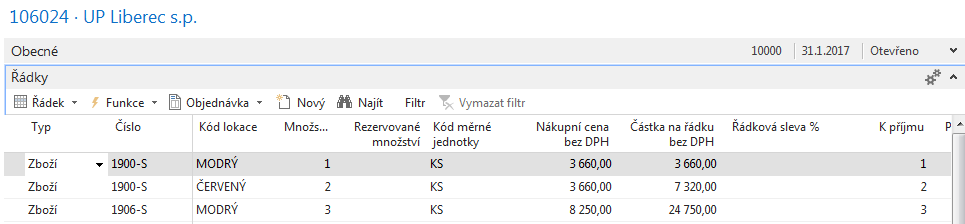 106024 · UP Liberec s.p.
Obecné 10000 31.1.2017 Otevřeno
Řádky
Řádek Funkce Objednávka Nový Najít Filtr Vymazat filtr
Typ Číslo Kód lokace Množs... Rezervované množství Kód měrné jednotky Nákupní cena bez DPH Částka na řádku bez DPH Řádková sleva % K příjmu P
Zboží 1900-S MODRÝ 1 KS 3 660,00 3 660,00 1
Zboží 1900-S ČERVENÝ 2 KS 3 660,00 7 320,00 2
Zboží 1906-S MODRÝ 3 KS 8 250,00 24 750,00 3